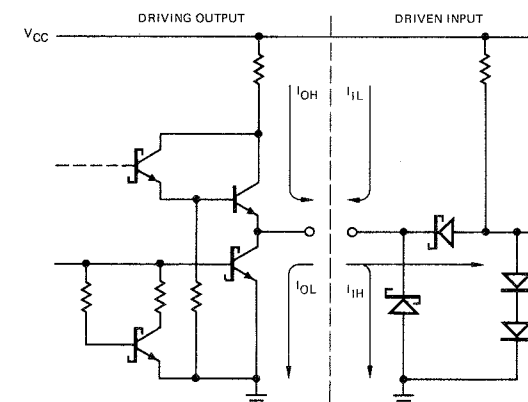 DRIVING OUTPUT
DRIVEN INPUT
VCC
IOH
IIL
IOL
IIH